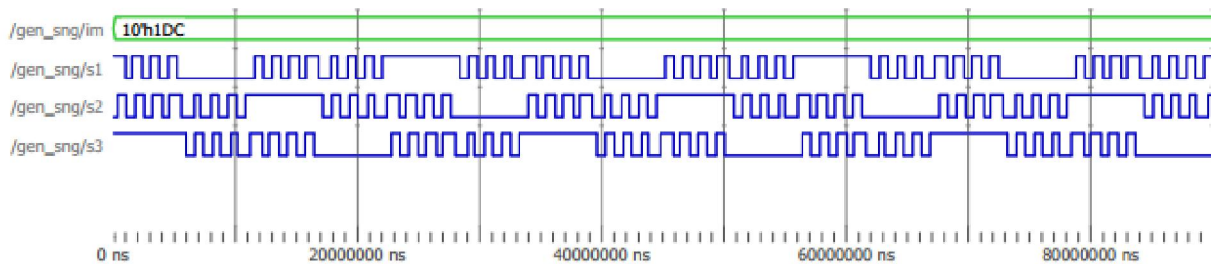 /gen_sng/im 10'h1DC
/gen_sng/s1
/gen_sng/s2
/gen_sng/s3
0 ns 20000000 ns 40000000 ns 60000000 ns 80000000 ns